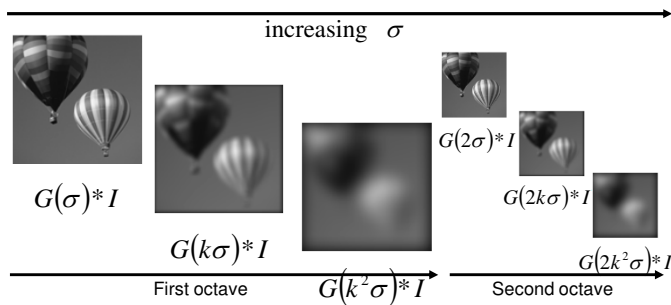 increasing σ
G(σ)* I
G(kσ)* I
G(k²σ)* I
First octave
G(2σ)* I
G(2kσ)* I
G(2k²σ)* I
Second octave